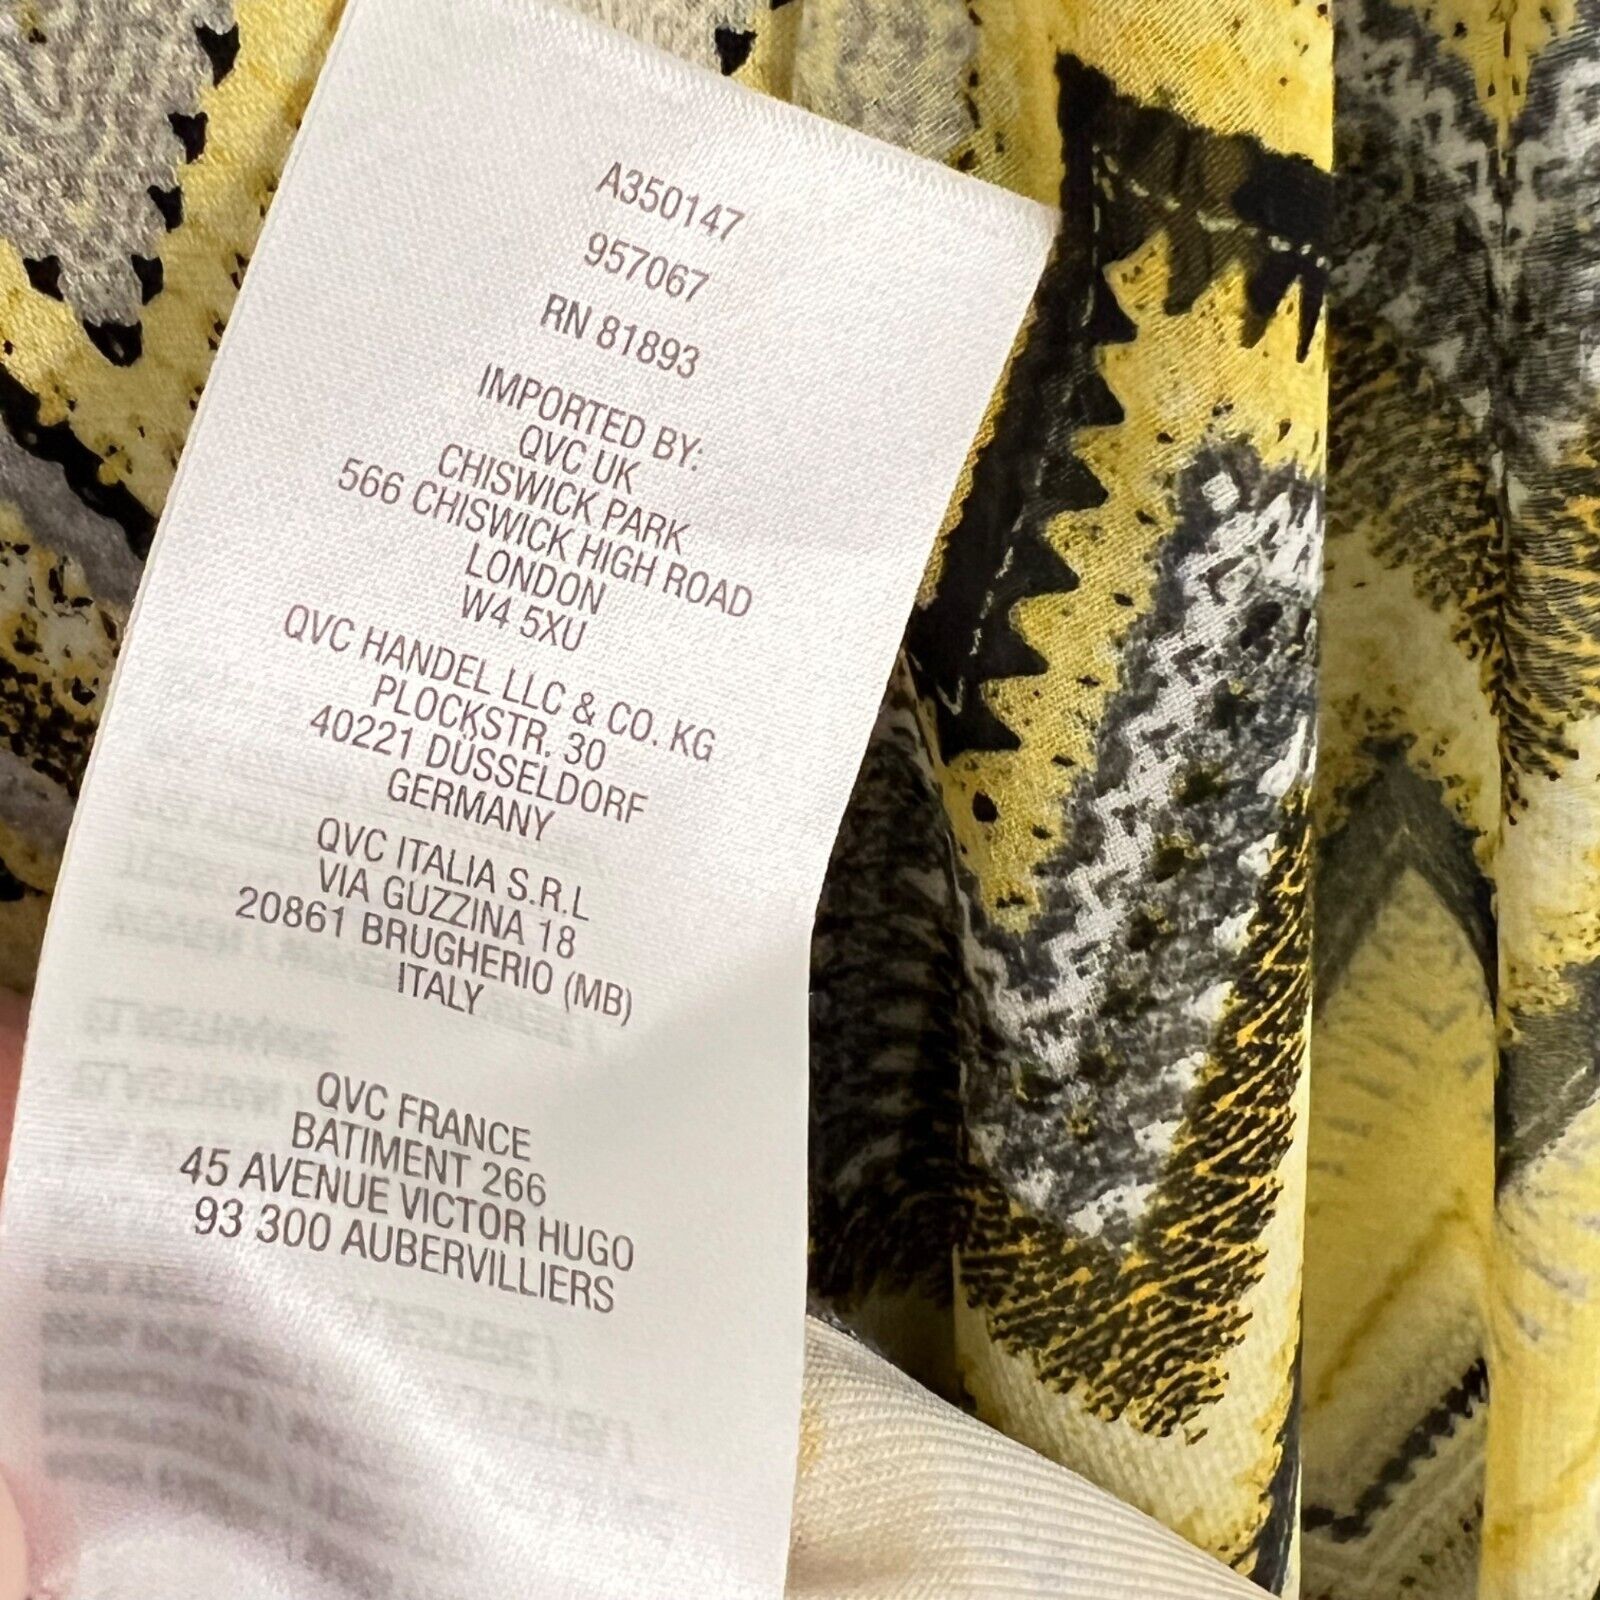 A350147
957067
RN 81893
IMPORTED BY:
QVC UK
CHISWICK PARK
566 CHISWICK HIGH ROAD
LONDON
W4 5XU
QVC HANDEL LLC & CO. KG
PLOCKSTR. 30
40221 DÜSSELDORF
GERMANY
QVC ITALIA S.R.L
VIA GUZZINA 18
20861 BRUGHERIO (MB)
ITALY
QVC FRANCE
BATIMENT 266
45 AVENUE VICTOR HUGO
93 300 AUBERVILLIERS